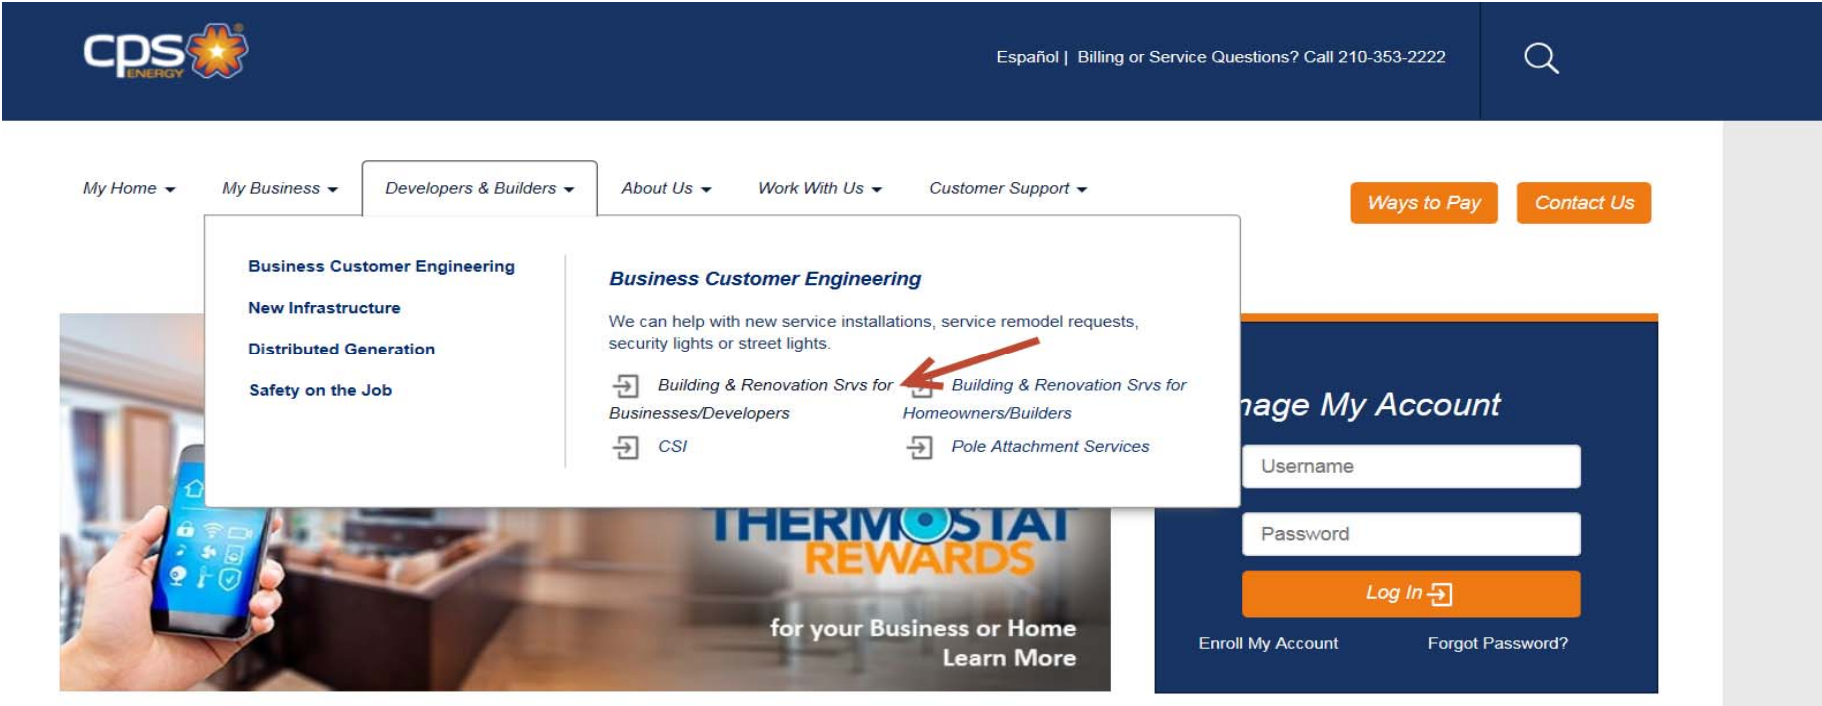 cps
ENERGY
Español | Billing or Service Questions? Call 210-353-2222
My Home
My Business
Developers & Builders
About Us
Work With Us
Customer Support
Ways to Pay
Contact Us
Business Customer Engineering
New Infrastructure
Distributed Generation
Safety on the Job
Business Customer Engineering
We can help with new service installations, service remodel requests,
security lights or street lights.
Building & Renovation Srvs for
Businesses/Developers
Building & Renovation Srvs for
Homeowners/Builders
CSI
Pole Attachment Services
THERMOSTAT
REWARDS
for your Business or Home
Learn More
nage My Account
Username
Password
Log In
Enroll My Account
Forgot Password?